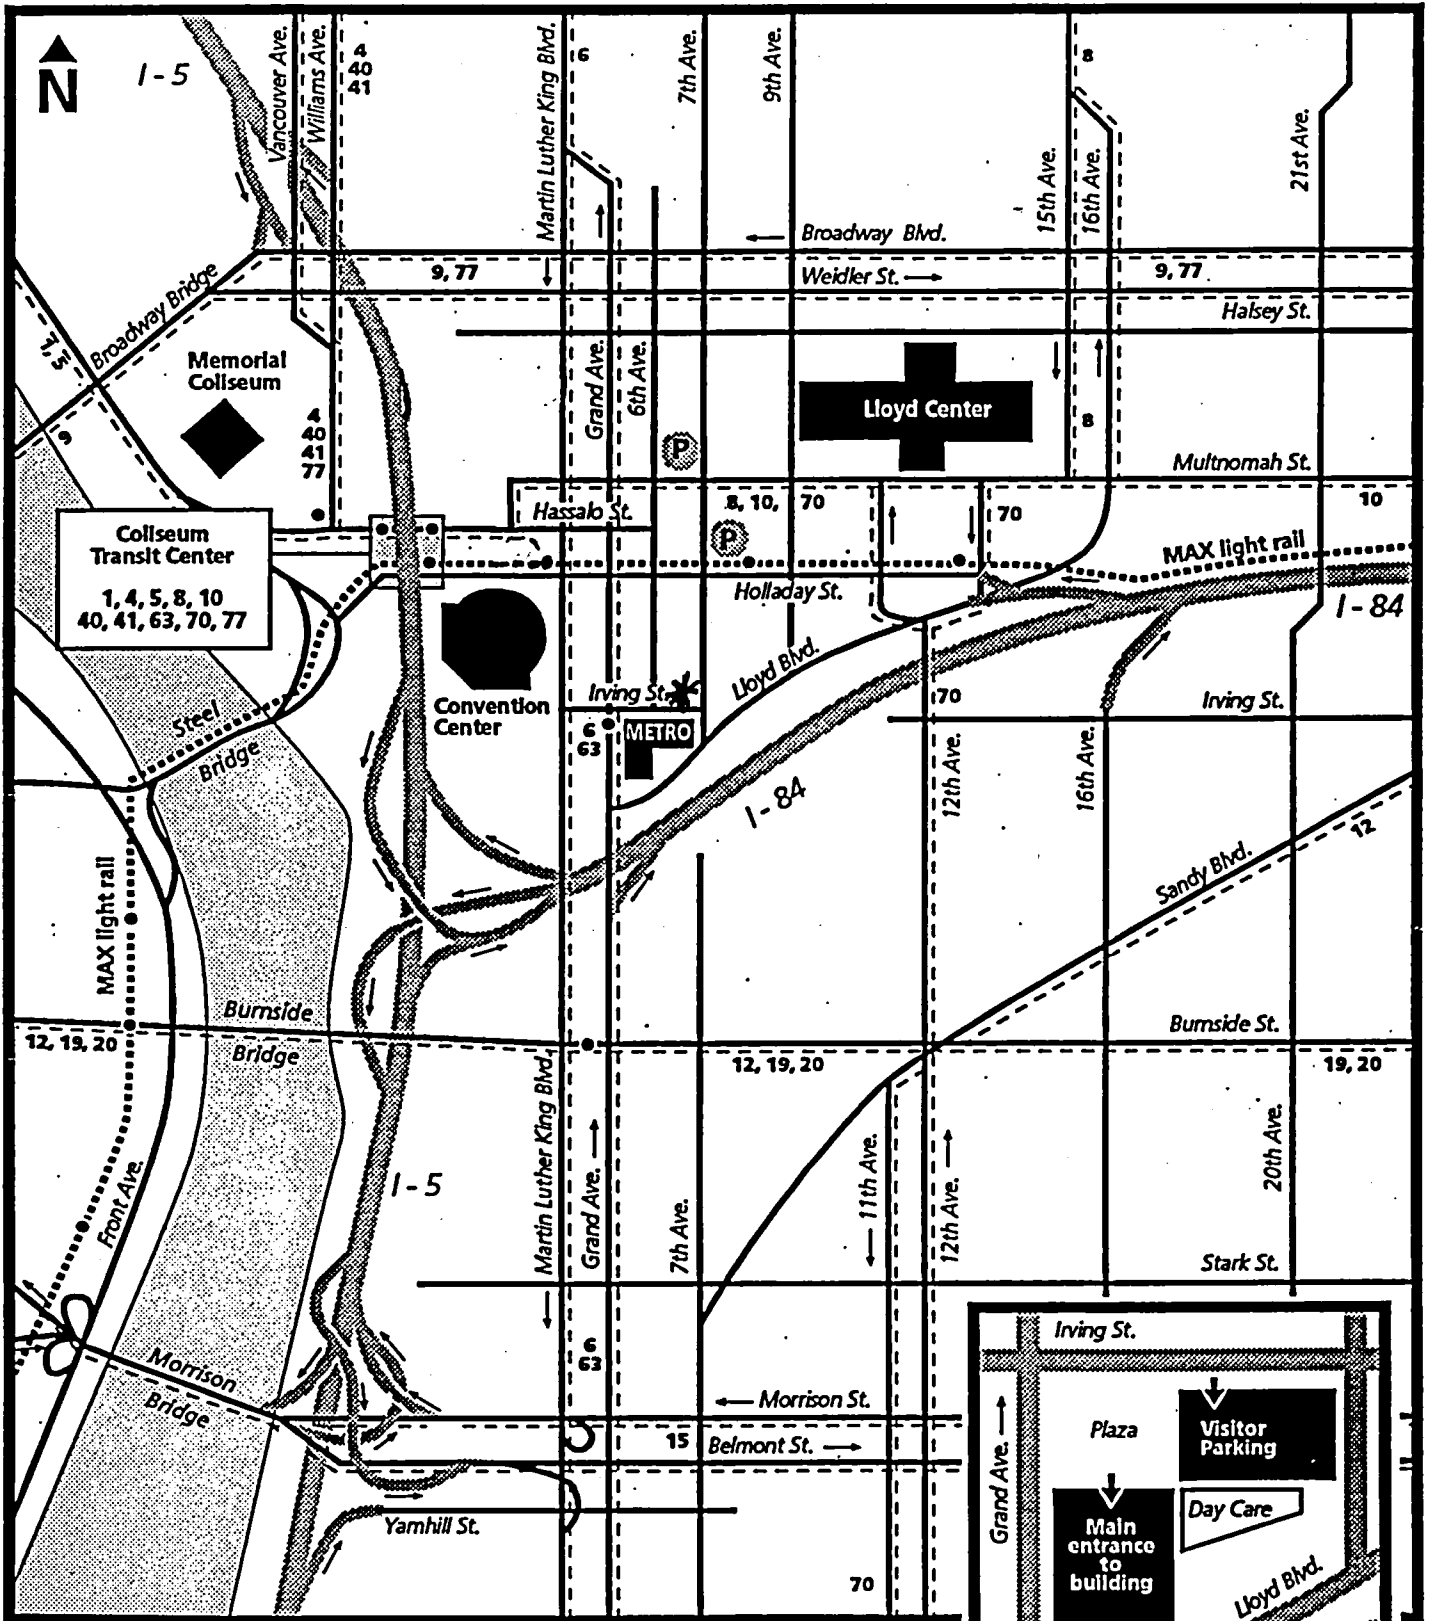 N
I - 5
Vancouver Ave.
Williams Ave.
4
40
41
Martin Luther King Blvd.
6
7th Ave.
9th Ave.
15th Ave.
8
16th Ave.
21st Ave.
Broadway Blvd.
9, 77
Weidler St.
9, 77
Halsey St.
Broadway Bridge
1, 5
9
Memorial
Coliseum
4
40
41
77
Grand Ave.
6th Ave.
P
Lloyd Center
8
Multnomah St.
Hassalo St.
8, 10, 70
70
10
P
Coliseum
Transit Center
1, 4, 5, 8, 10
40, 41, 63, 70, 77
MAX light rail
Holladay St.
I - 84
Lloyd Blvd.
Convention
Center
Irving St.
6
63
METRO
70
Irving St.
Steel
Bridge
I - 84
12th Ave.
16th Ave.
12
Sandy Blvd.
MAX light rail
Burnside
Bridge
12, 19, 20
Burnside St.
12, 19, 20
19, 20
Martin Luther King Blvd.
Grand Ave.
7th Ave.
11th Ave.
12th Ave.
20th Ave.
I - 5
Front Ave.
Stark St.
6
63
Morrison
Bridge
Morrison St.
15
Belmont St.
Yamhill St.
70
Irving St.
Grand Ave.
Plaza
Visitor
Parking
Day Care
Main
entrance
to
building
Lloyd Blvd.